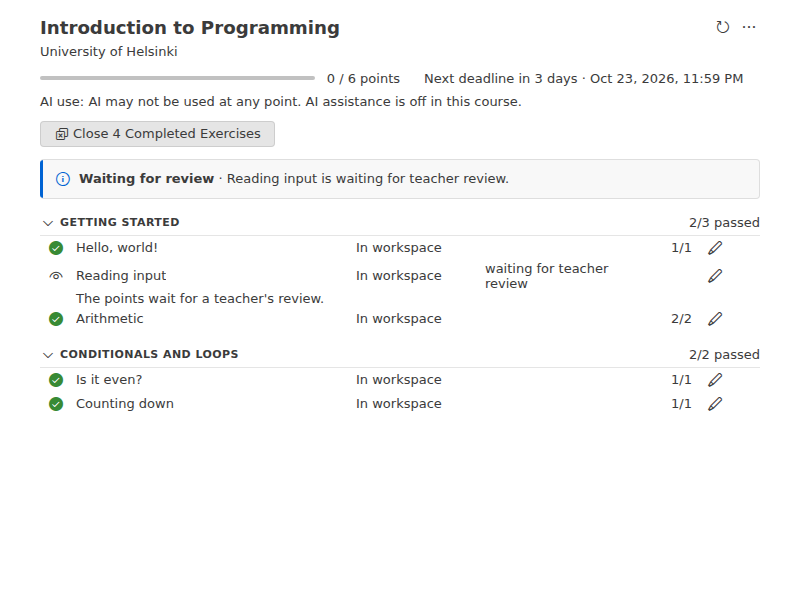 Introduction to Programming
University of Helsinki
0 / 6 points Next deadline in 3 days · Oct 23, 2026, 11:59 PM
AI use: AI may not be used at any point. AI assistance is off in this course.
Close 4 Completed Exercises
Waiting for review · Reading input is waiting for teacher review.
GETTING STARTED 2/3 passed
Hello, world! In workspace 1/1
Reading input In workspace waiting for teacher review
The points wait for a teacher's review.
Arithmetic In workspace 2/2
CONDITIONALS AND LOOPS 2/2 passed
Is it even? In workspace 1/1
Counting down In workspace 1/1